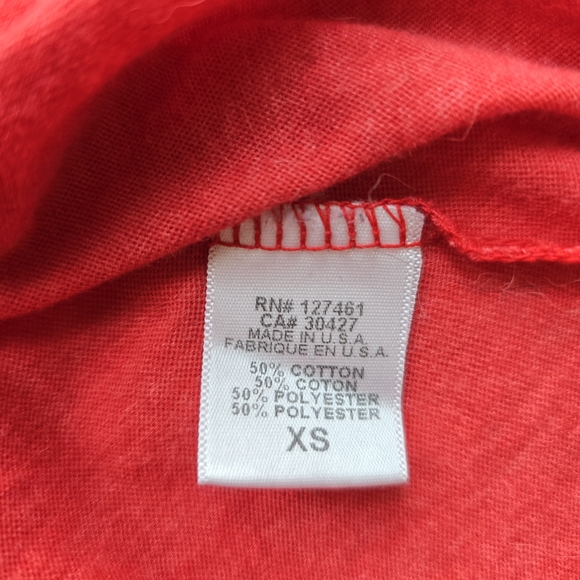 RN# 127461
CA# 30427
MADE IN U.S.A.
FABRIQUE EN U.S.A.
50% COTTON
50% COTON
50% POLYESTER
50% POLYESTER
XS